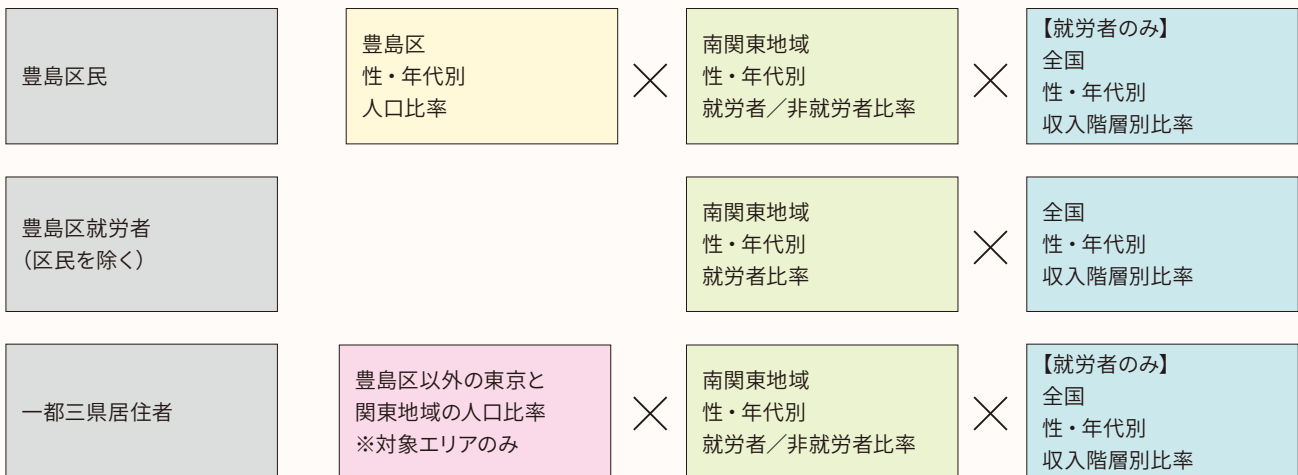 豊島区民
豊島区
性・年代別
人口比率
×
南関東地域
性・年代別
就労者／非就労者比率
×
【就労者のみ】
全国
性・年代別
収入階層別比率
豊島区就労者
（区民を除く）
南関東地域
性・年代別
就労者比率
×
全国
性・年代別
収入階層別比率
一都三県居住者
豊島区以外の東京と
関東地域の人口比率
※対象エリアのみ
×
南関東地域
性・年代別
就労者／非就労者比率
×
【就労者のみ】
全国
性・年代別
収入階層別比率